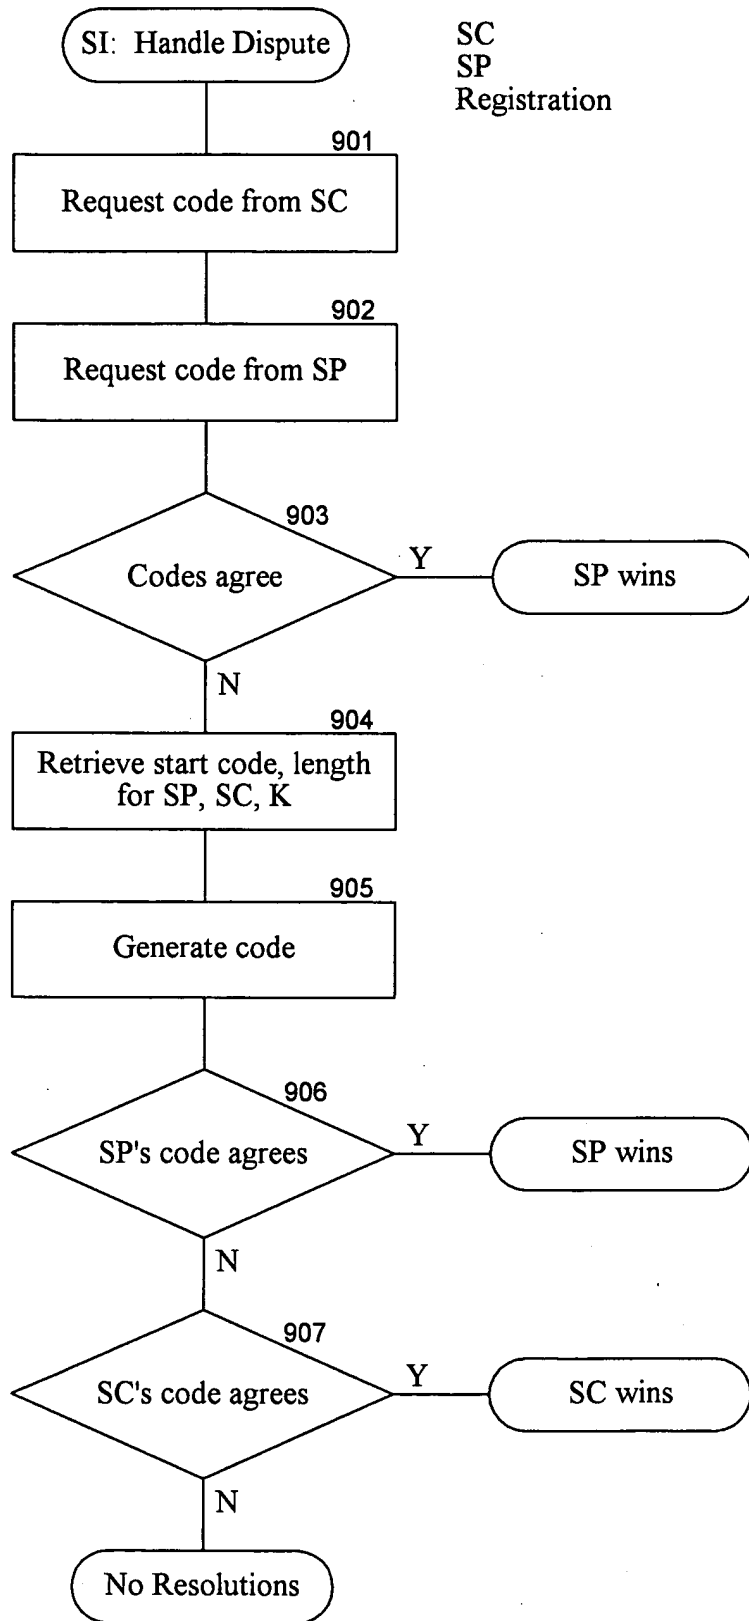 SI: Handle Dispute
SC
SP
Registration
901
Request code from SC
902
Request code from SP
903
Codes agree
Y
SP wins
N
904
Retrieve start code, length
for SP, SC, K
905
Generate code
906
SP's code agrees
Y
SP wins
N
907
SC's code agrees
Y
SC wins
N
No Resolutions